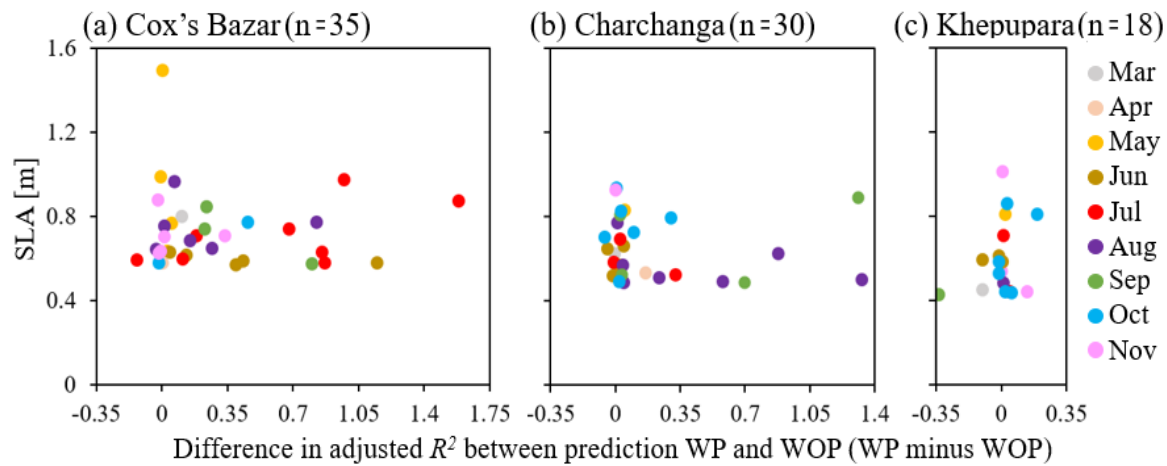 (a) Cox’s Bazar (n=35)
(b) Charchanga (n=30)
(c) Khepupara (n=18)
SLA [m]
1.6
1.2
0.8
0.4
0
-0.35 0 0.35 0.7 1.05 1.4 1.75
-0.35 0 0.35 0.7 1.05 1.4
-0.35 0 0.35
Mar
Apr
May
Jun
Jul
Aug
Sep
Oct
Nov
Difference in adjusted R² between prediction WP and WOP (WP minus WOP)